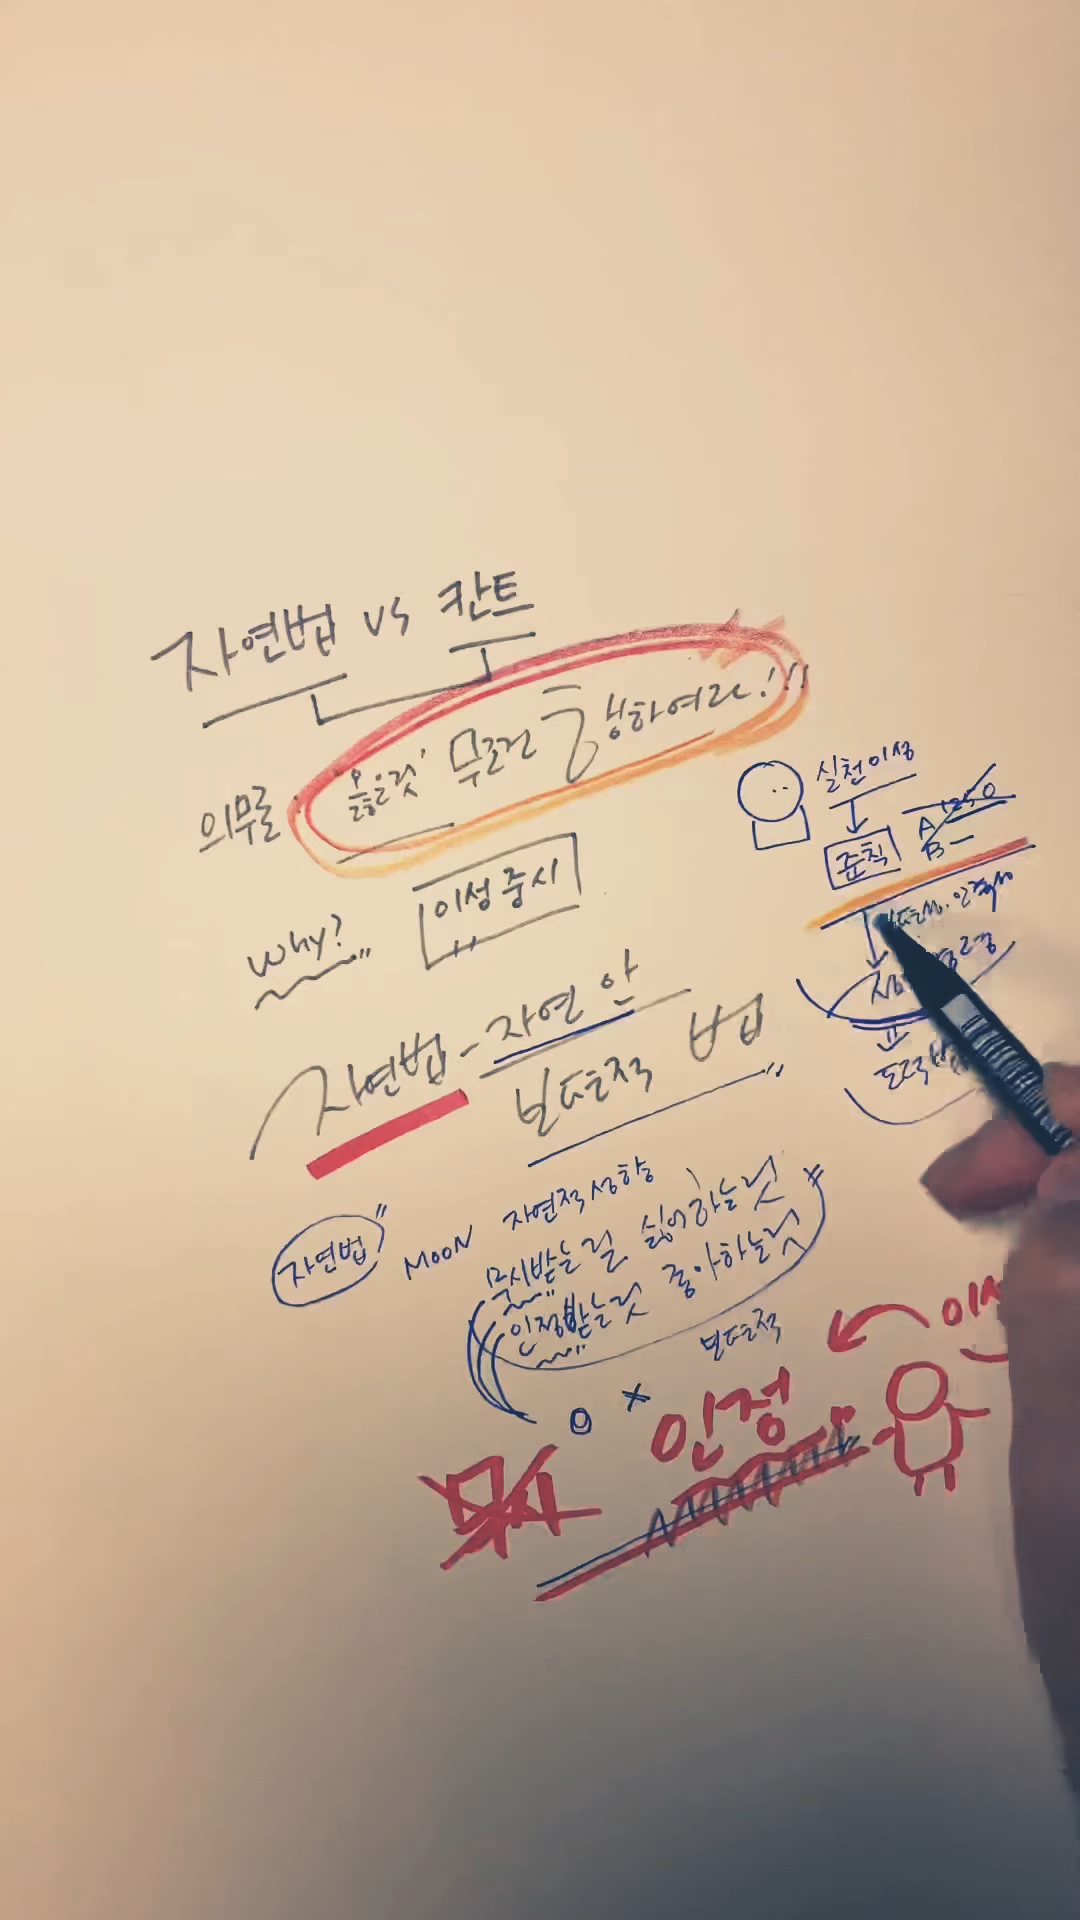 자연법 vs 칸트
의무론 '옳은것' 무조건 행하여라!!!
why? 이성 중시
자연법 - 자연 안
보편적 법
자연법" MOON 자연적 성향
무시받는걸 싫어하는것
인정받는것 좋아하는것
보편적
o x 인정"
무시
실천이성
준칙
A 1250
B